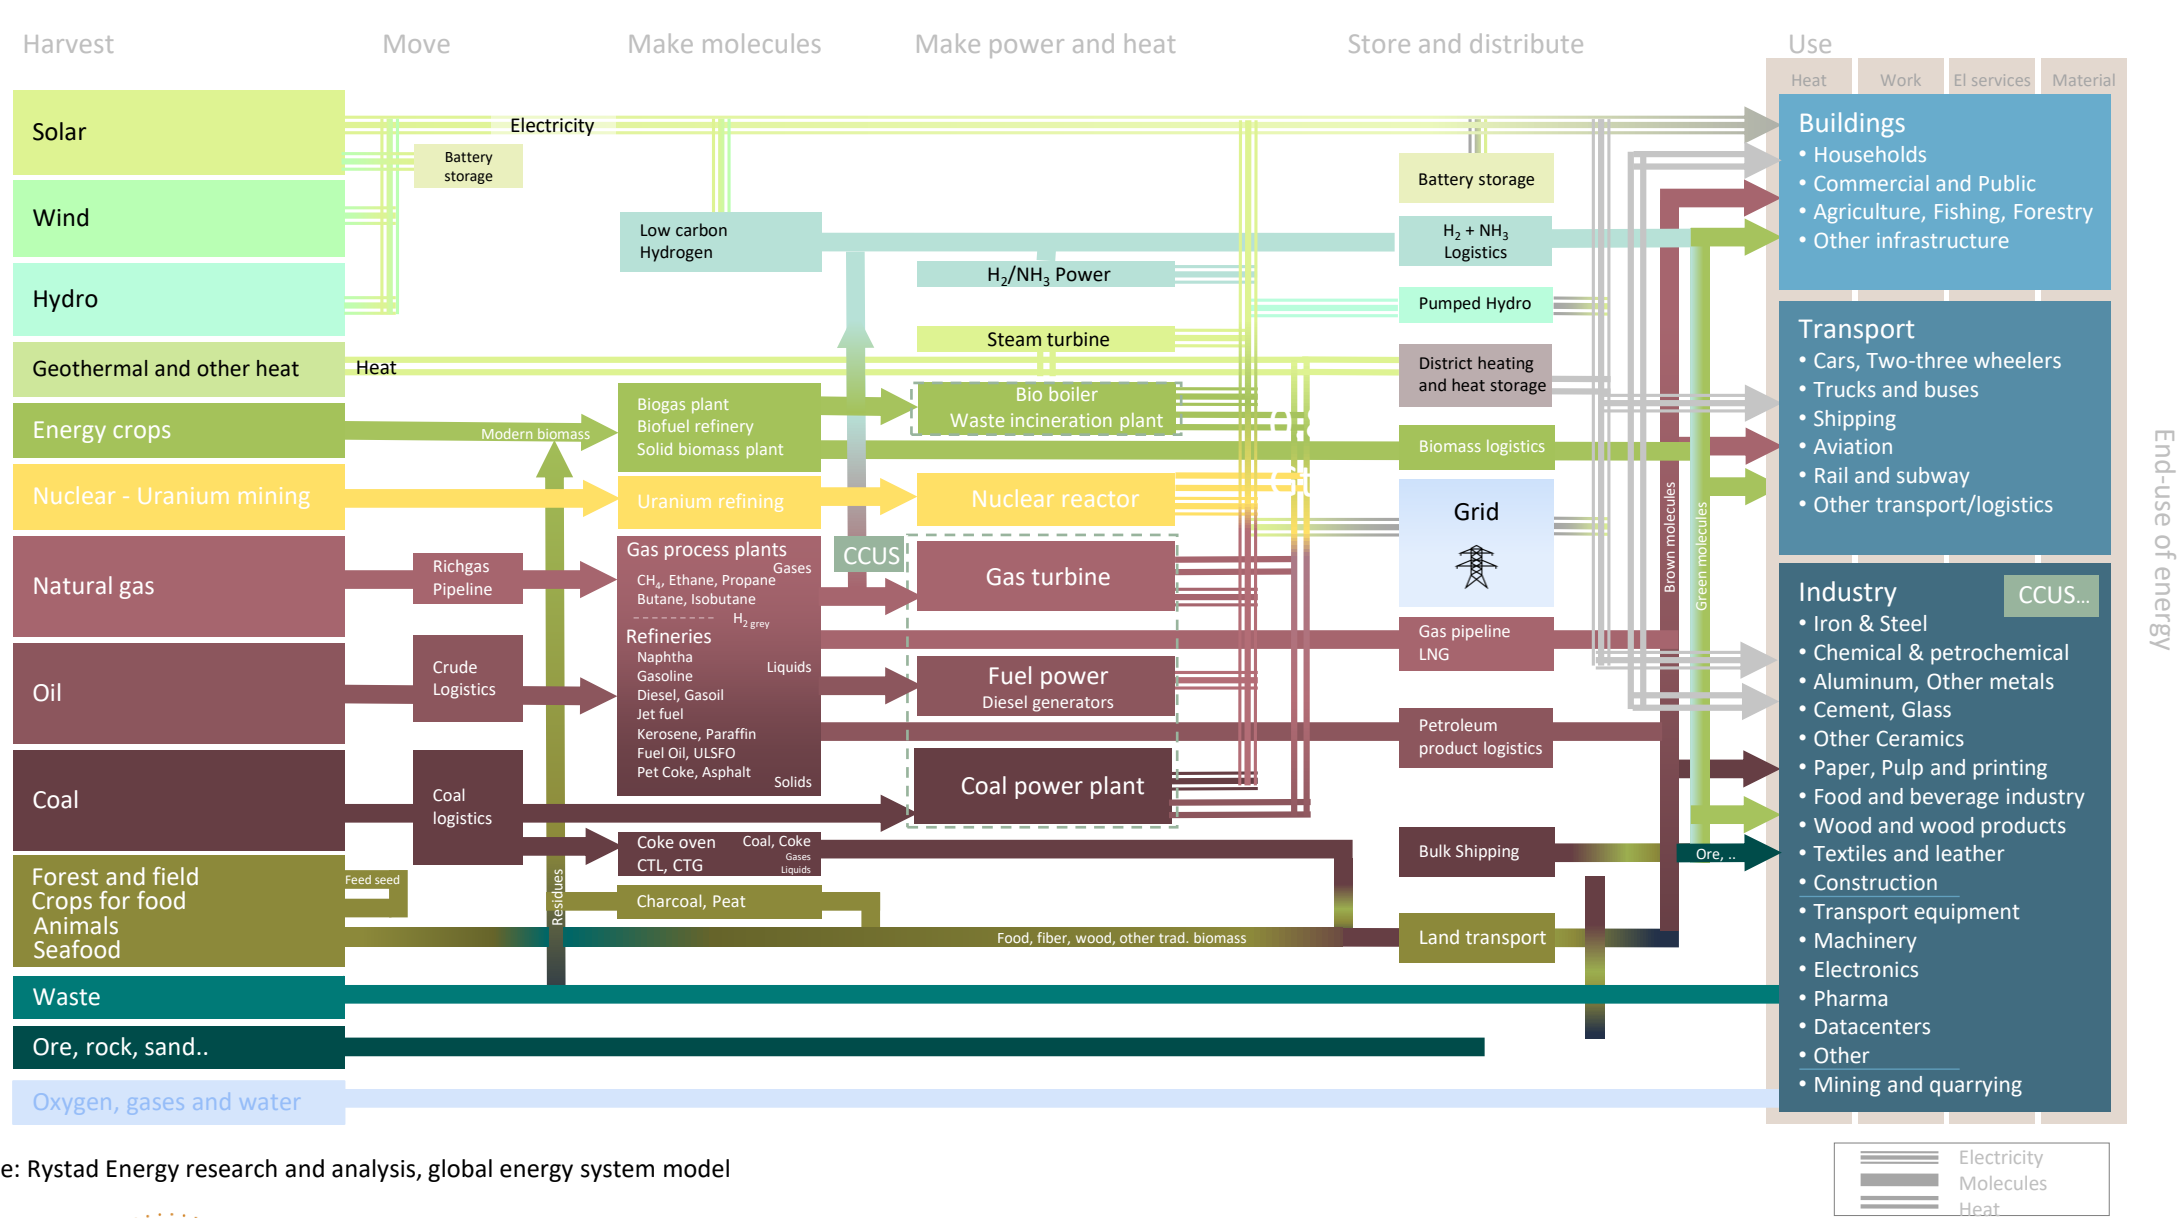 Harvest
Move
Make molecules
Make power and heat
Store and distribute
Use
Heat
Work
El services
Material
Solar
Wind
Hydro
Geothermal and other heat
Energy crops
Nuclear - Uranium mining
Natural gas
Oil
Coal
Forest and field
Crops for food
Animals
Seafood
Waste
Ore, rock, sand..
Oxygen, gases and water
Electricity
Battery
storage
Heat
Modern biomass
Richgas
Pipeline
Crude
Logistics
Coal
logistics
Feed seed
Residues
Low carbon
Hydrogen
Biogas plant
Biofuel refinery
Solid biomass plant
Uranium refining
Gas process plants
Gases
CH₄, Ethane, Propane
Butane, Isobutane
H₂ grey
Refineries
Naphtha
Liquids
Gasoline
Diesel, Gasoil
Jet fuel
Kerosene, Paraffin
Fuel Oil, ULSFO
Pet Coke, Asphalt
Solids
Coke oven
CTL, CTG
Coal, Coke
Gases
Liquids
Charcoal, Peat
CCUS
H₂/NH₃ Power
Steam turbine
Bio boiler
Waste incineration plant
Nuclear reactor
Gas turbine
Fuel power
Diesel generators
Coal power plant
Food, fiber, wood, other trad. biomass
Battery storage
H₂ + NH₃
Logistics
Pumped Hydro
District heating
and heat storage
Biomass logistics
Grid
Gas pipeline
LNG
Petroleum
product logistics
Bulk Shipping
Land transport
Brown molecules
Green molecules
Ore, ..
Buildings
• Households
• Commercial and Public
• Agriculture, Fishing, Forestry
• Other infrastructure
Transport
• Cars, Two-three wheelers
• Trucks and buses
• Shipping
• Aviation
• Rail and subway
• Other transport/logistics
Industry
CCUS...
• Iron & Steel
• Chemical & petrochemical
• Aluminum, Other metals
• Cement, Glass
• Other Ceramics
• Paper, Pulp and printing
• Food and beverage industry
• Wood and wood products
• Textiles and leather
• Construction
• Transport equipment
• Machinery
• Electronics
• Pharma
• Datacenters
• Other
• Mining and quarrying
End-use of energy
e: Rystad Energy research and analysis, global energy system model
Electricity
Molecules
Heat